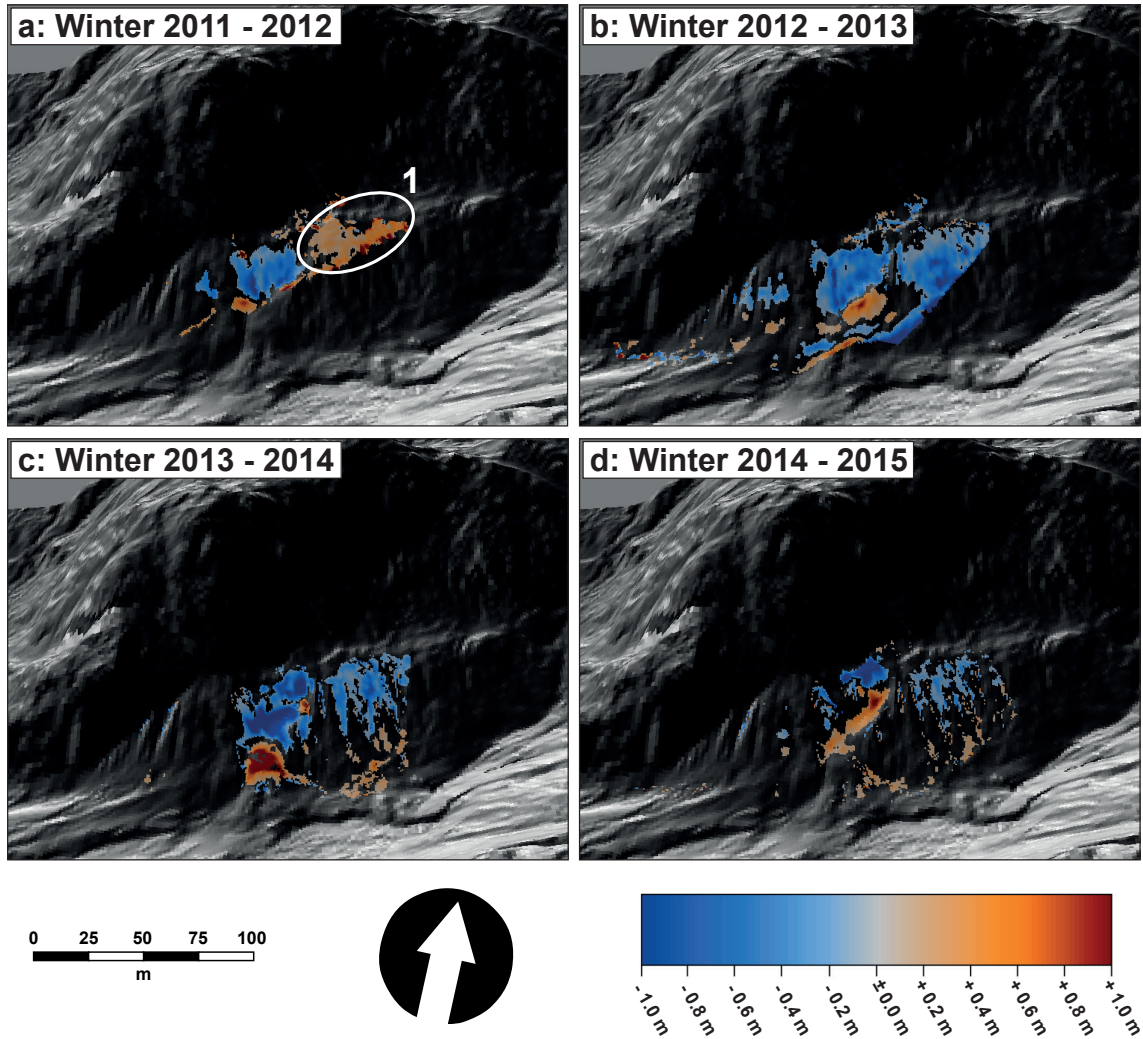 a: Winter 2011 - 2012
b: Winter 2012 - 2013
1
c: Winter 2013 - 2014
d: Winter 2014 - 2015
0 25 50 75 100
m
- 1.0 m
- 0.8 m
- 0.6 m
- 0.4 m
- 0.2 m
±0.0 m
+ 0.2 m
+ 0.4 m
+ 0.6 m
+ 0.8 m
+ 1.0 m